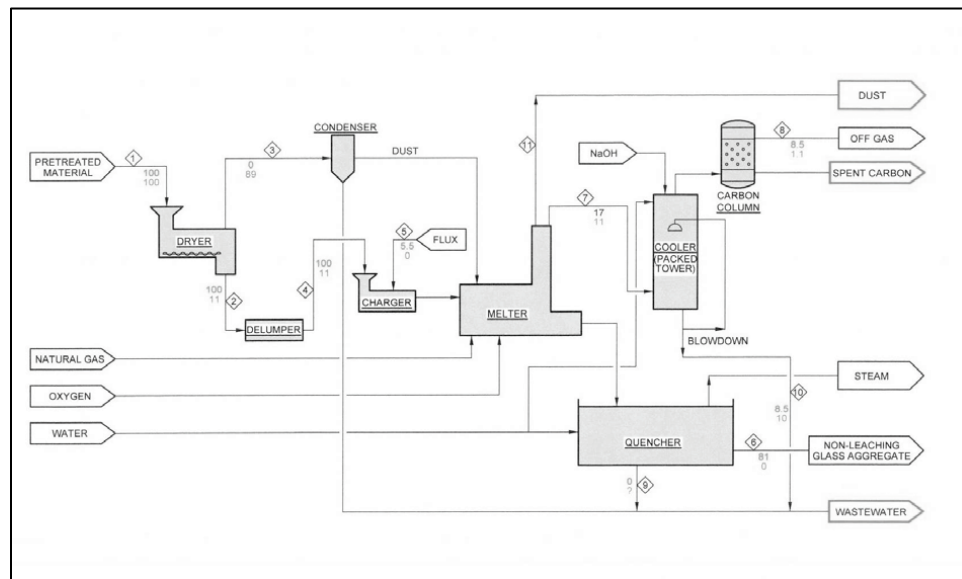 DUST
CONDENSER
8
OFF GAS
8.5
1.1
1
3
DUST
11
NaOH
PRETREATED
MATERIAL
100
100
0
89
SPENT CARBON
CARBON
COLUMN
7
17
11
5
FLUX
5.5
0
DRYER
COOLER
(PACKED
TOWER)
100
11
4
100
11
2
CHARGER
MELTER
DELUMPER
BLOWDOWN
NATURAL GAS
STEAM
OXYGEN
10
8.5
10
WATER
QUENCHER
6
81
0
NON-LEACHING
GLASS AGGREGATE
0
?
9
WASTEWATER